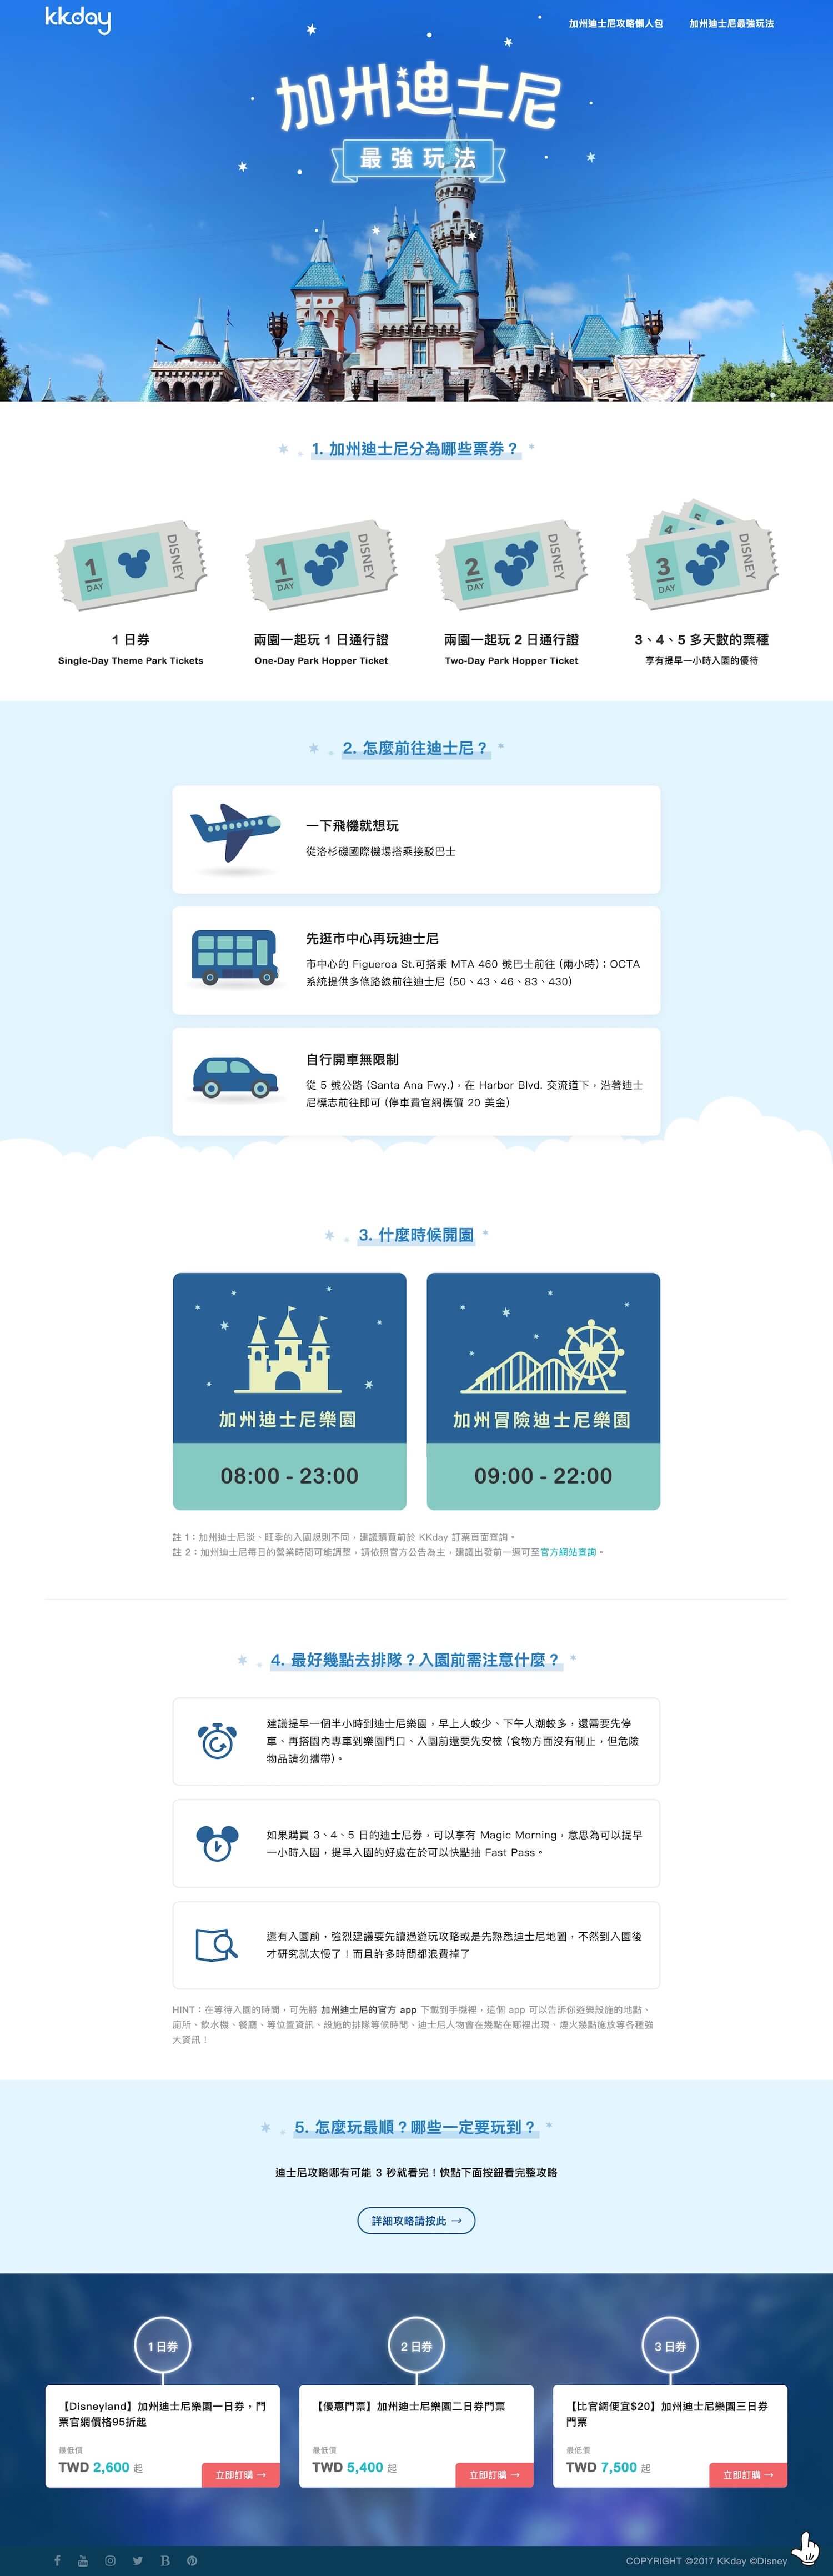 kkday
加州迪士尼攻略懶人包
加州迪士尼最強玩法
加州迪士尼
最強玩法
1. 加州迪士尼分為哪些票券？
1
DAY
DISNEY
1
DAY
DISNEY
2
DAY
DISNEY
5
4
3
DAY
DISNEY
1 日券
Single-Day Theme Park Tickets
兩園一起玩 1 日通行證
One-Day Park Hopper Ticket
兩園一起玩 2 日通行證
Two-Day Park Hopper Ticket
3、4、5 多天數的票種
享有提早一小時入園的優待
2. 怎麼前往迪士尼？
一下飛機就想玩
從洛杉磯國際機場搭乘接駁巴士
先逛市中心再玩迪士尼
市中心的 Figueroa St.可搭乘 MTA 460 號巴士前往 (兩小時)；OCTA
系統提供多條路線前往迪士尼 (50、43、46、83、430)
自行開車無限制
從 5 號公路 (Santa Ana Fwy.)，在 Harbor Blvd. 交流道下，沿著迪士
尼標志前往即可 (停車費官網標價 20 美金)
3. 什麼時候開園
加州迪士尼樂園
08:00 - 23:00
加州冒險迪士尼樂園
09:00 - 22:00
註 1：加州迪士尼淡、旺季的入園規則不同，建議購買前於 KKday 訂票頁面查詢。
註 2：加州迪士尼每日的營業時間可能調整，請依照官方公告為主，建議出發前一週可至官方網站查詢。
4. 最好幾點去排隊？入園前需注意什麼？
建議提早一個半小時到迪士尼樂園，早上人較少、下午人潮較多，還需要先停
車、再搭園內專車到樂園門口、入園前還要先安檢 (食物方面沒有制止，但危險
物品請勿攜帶)。
如果購買 3、4、5 日的迪士尼券，可以享有 Magic Morning，意思為可以提早
一小時入園，提早入園的好處在於可以快點抽 Fast Pass。
還有入園前，強烈建議要先讀過遊玩攻略或是先熟悉迪士尼地圖，不然到入園後
才研究就太慢了！而且許多時間都浪費掉了
HINT：在等待入園的時間，可先將 加州迪士尼的官方 app 下載到手機裡，這個 app 可以告訴你遊樂設施的地點、
廁所、飲水機、餐廳、等位置資訊、設施的排隊等候時間、迪士尼人物會在幾點在哪裡出現、煙火幾點施放等各種強
大資訊！
5. 怎麼玩最順？哪些一定要玩到？
迪士尼攻略哪有可能 3 秒就看完！快點下面按鈕看完整攻略
詳細攻略請按此 →
1 日券
【Disneyland】加州迪士尼樂園一日券，門
票官網價格95折起
最低價
TWD 2,600 起
立即訂購 →
2 日券
【優惠門票】加州迪士尼樂園二日券門票
最低價
TWD 5,400 起
立即訂購 →
3 日券
【比官網便宜$20】加州迪士尼樂園三日券
門票
最低價
TWD 7,500 起
立即訂購 →
COPYRIGHT ©2017 KKday ©Disney